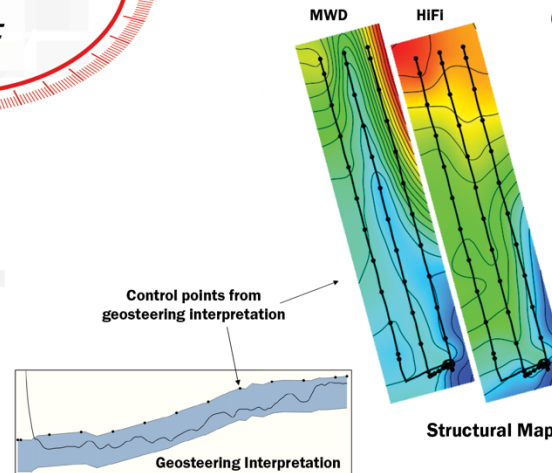 MWD
HiFi
Control points from
geosteering interpretation
Geosteering Interpretation
Structural Map